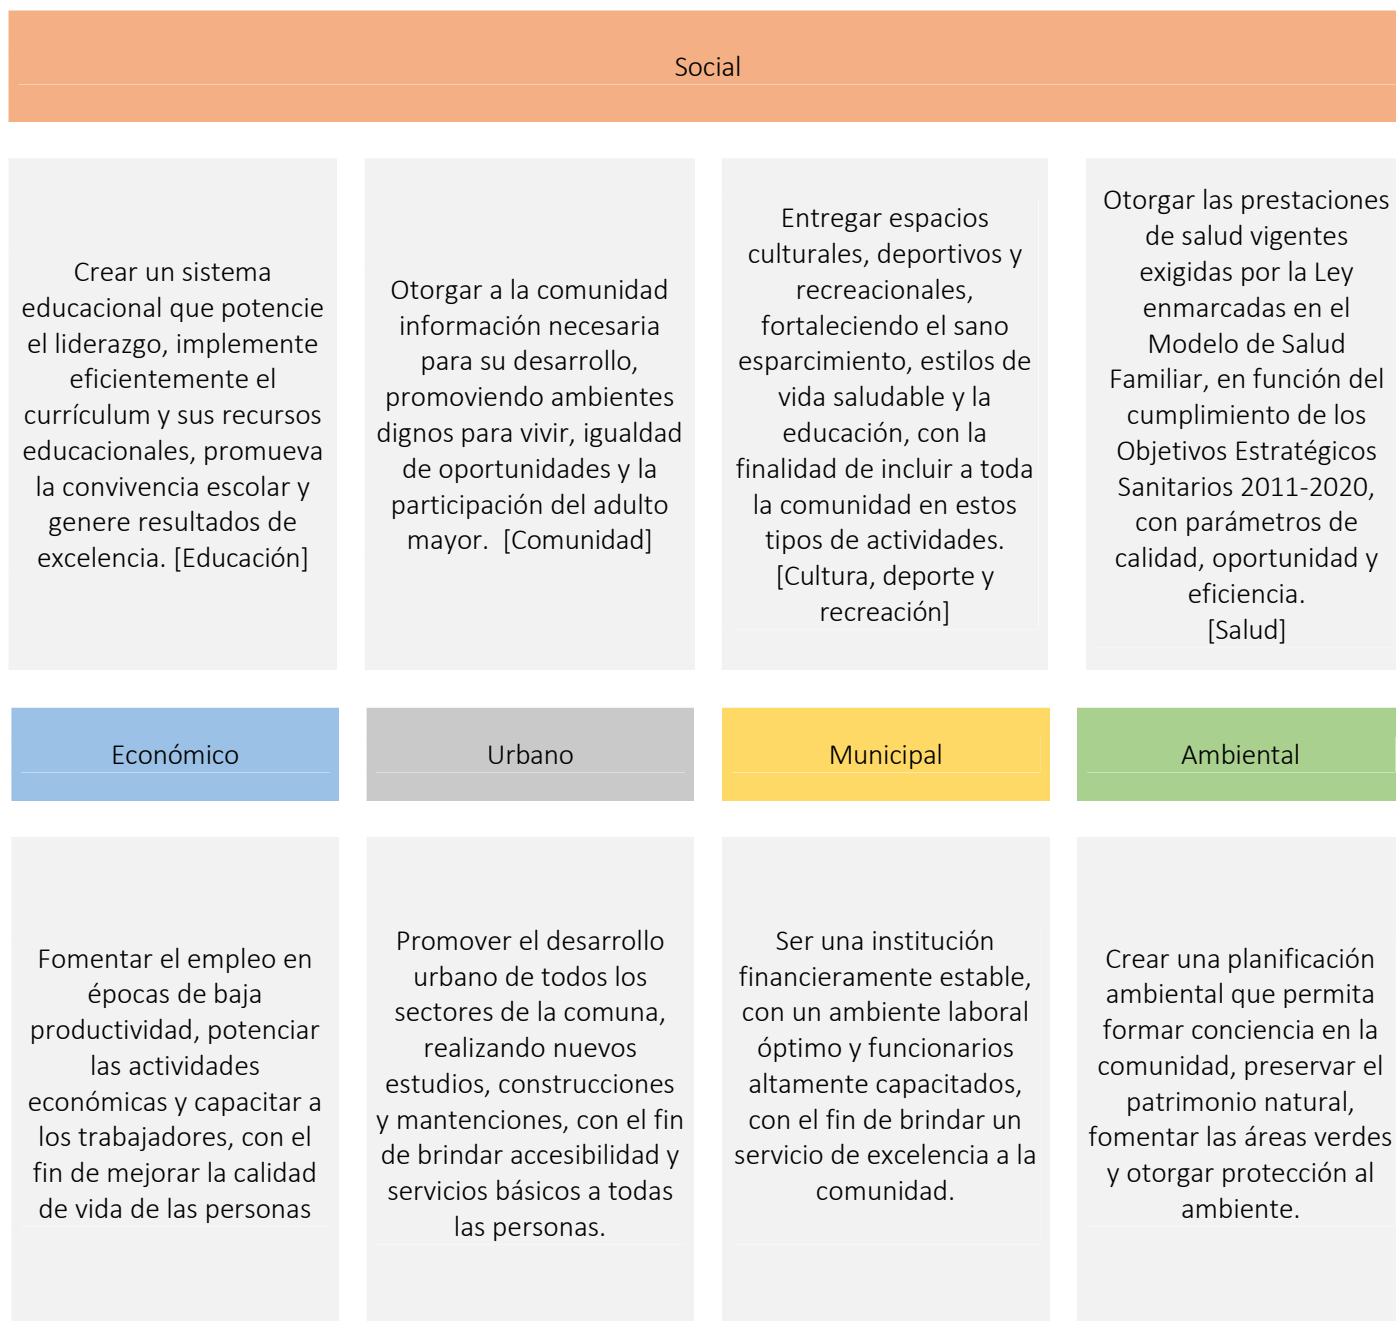 Social
Crear un sistema
educacional que potencie
el liderazgo, implemente
eficientemente el
currículum y sus recursos
educacionales, promueva
la convivencia escolar y
genere resultados de
excelencia. [Educación]
Otorgar a la comunidad
información necesaria
para su desarrollo,
promoviendo ambientes
dignos para vivir, igualdad
de oportunidades y la
participación del adulto
mayor.  [Comunidad]
Entregar espacios
culturales, deportivos y
recreacionales,
fortaleciendo el sano
esparcimiento, estilos de
vida saludable y la
educación, con la
finalidad de incluir a toda
la comunidad en estos
tipos de actividades.
[Cultura, deporte y
recreación]
Otorgar las prestaciones
de salud vigentes
exigidas por la Ley
enmarcadas en el
Modelo de Salud
Familiar, en función del
cumplimiento de los
Objetivos Estratégicos
Sanitarios 2011-2020,
con parámetros de
calidad, oportunidad y
eficiencia.
[Salud]
Económico
Urbano
Municipal
Ambiental
Fomentar el empleo en
épocas de baja
productividad, potenciar
las actividades
económicas y capacitar a
los trabajadores, con el
fin de mejorar la calidad
de vida de las personas
Promover el desarrollo
urbano de todos los
sectores de la comuna,
realizando nuevos
estudios, construcciones
y mantenciones, con el fin
de brindar accesibilidad y
servicios básicos a todas
las personas.
Ser una institución
financieramente estable,
con un ambiente laboral
óptimo y funcionarios
altamente capacitados,
con el fin de brindar un
servicio de excelencia a la
comunidad.
Crear una planificación
ambiental que permita
formar conciencia en la
comunidad, preservar el
patrimonio natural,
fomentar las áreas verdes
y otorgar protección al
ambiente.